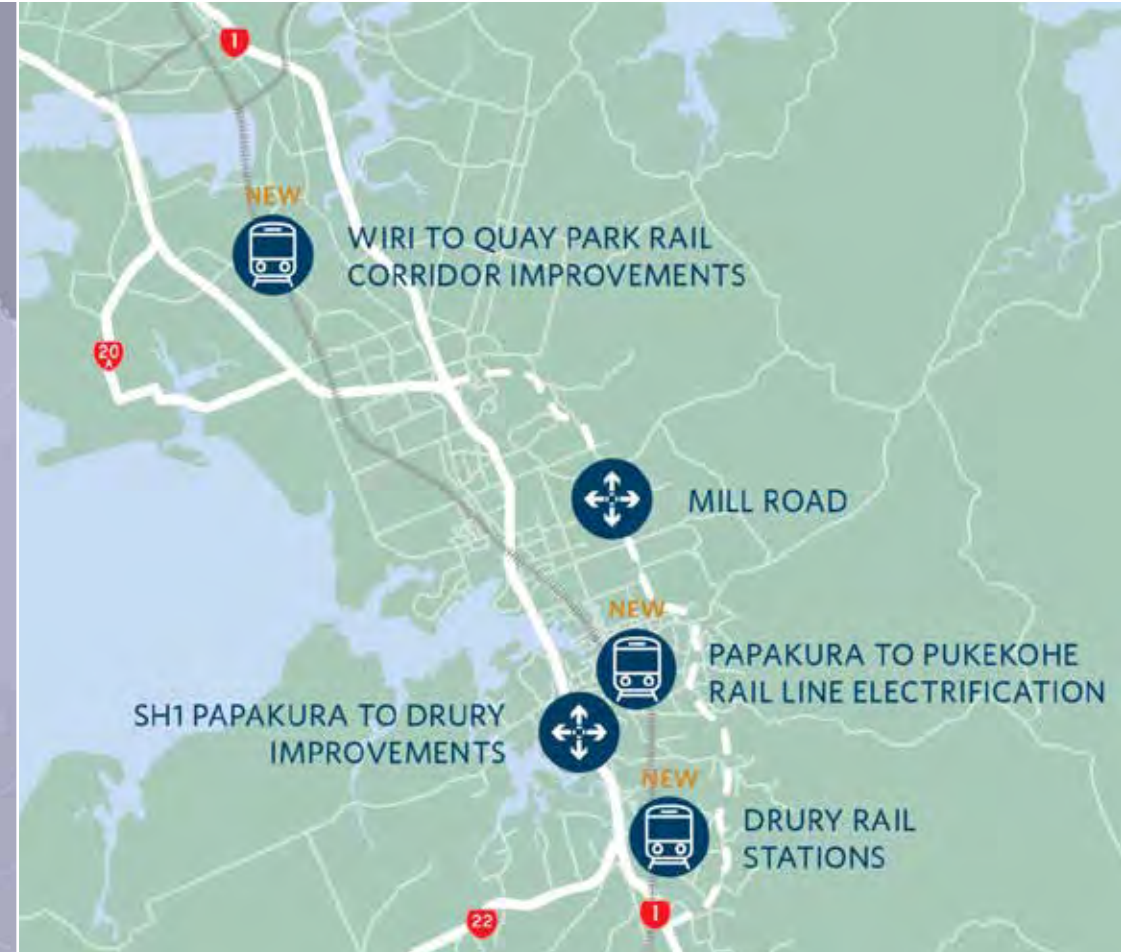 1
NEW
WIRI TO QUAY PARK RAIL
CORRIDOR IMPROVEMENTS
20
A
MILL ROAD
NEW
PAPAKURA TO PUKEKOHE
RAIL LINE ELECTRIFICATION
SH1 PAPAKURA TO DRURY
IMPROVEMENTS
NEW
DRURY RAIL
STATIONS
22
1